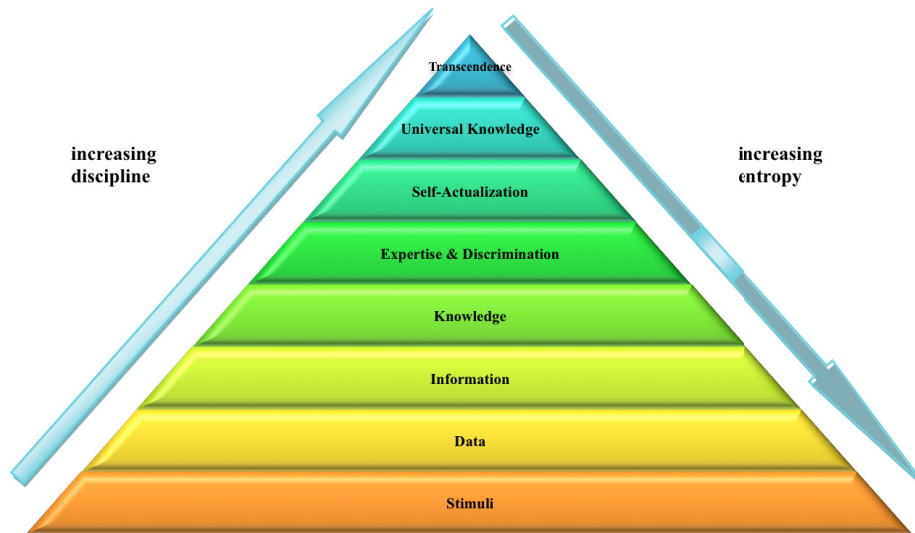 Transcendence
Universal Knowledge
increasing
discipline
increasing
entropy
Self-Actualization
Expertise & Discrimination
Knowledge
Information
Data
Stimuli